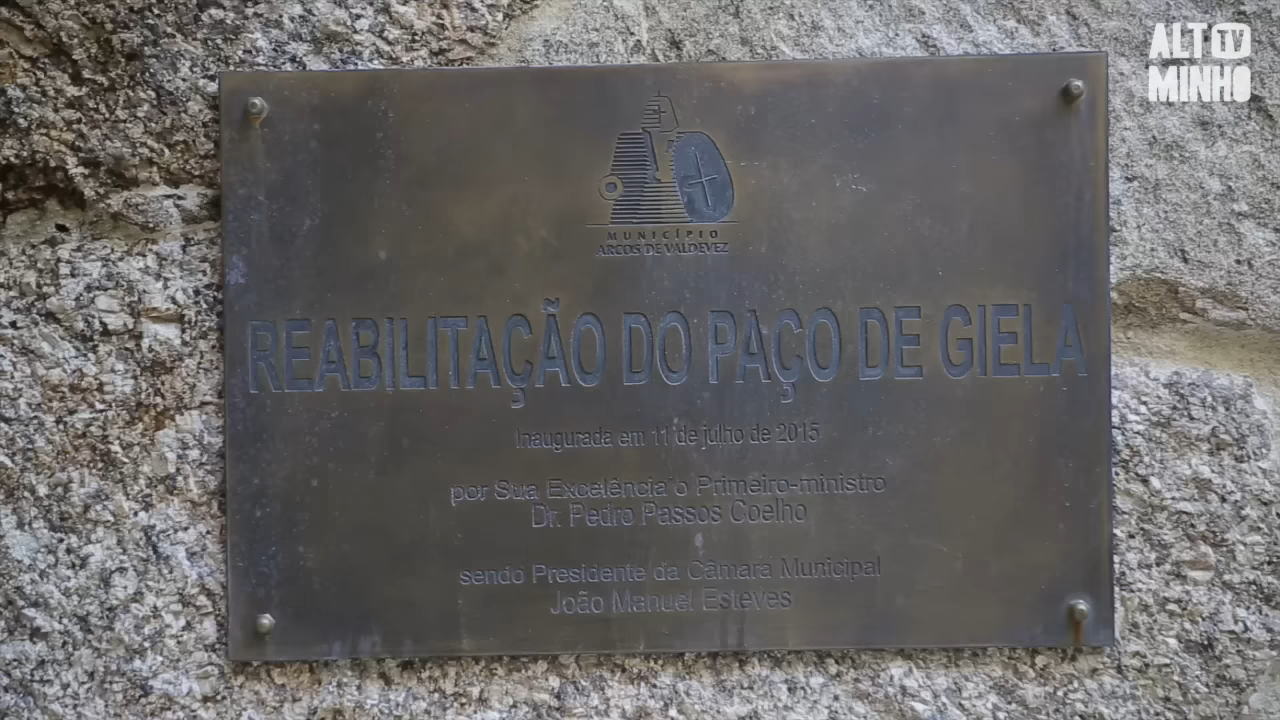 ALTO TV
MINHO
MUNICÍPIO
ARCOS DE VALDEVEZ
REABILITAÇÃO DO PAÇO DE GIELA
Inaugurada em 11 de julho de 2015
por Sua Excelência o Primeiro-ministro
Dr. Pedro Passos Coelho
sendo Presidente da Câmara Municipal
João Manuel Esteves